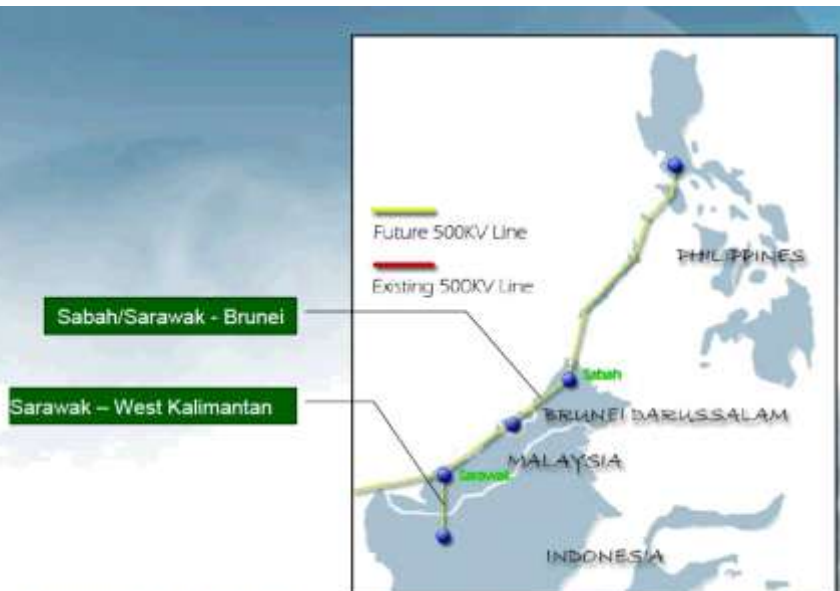 Future 500KV Line
PHILIPPINES
Existing 500KV Line
Sabah/Sarawak - Brunei
Sabah
Sarawak – West Kalimantan
BRUNEI DARUSSALAM
MALAYSIA
Sarawak
INDONESIA